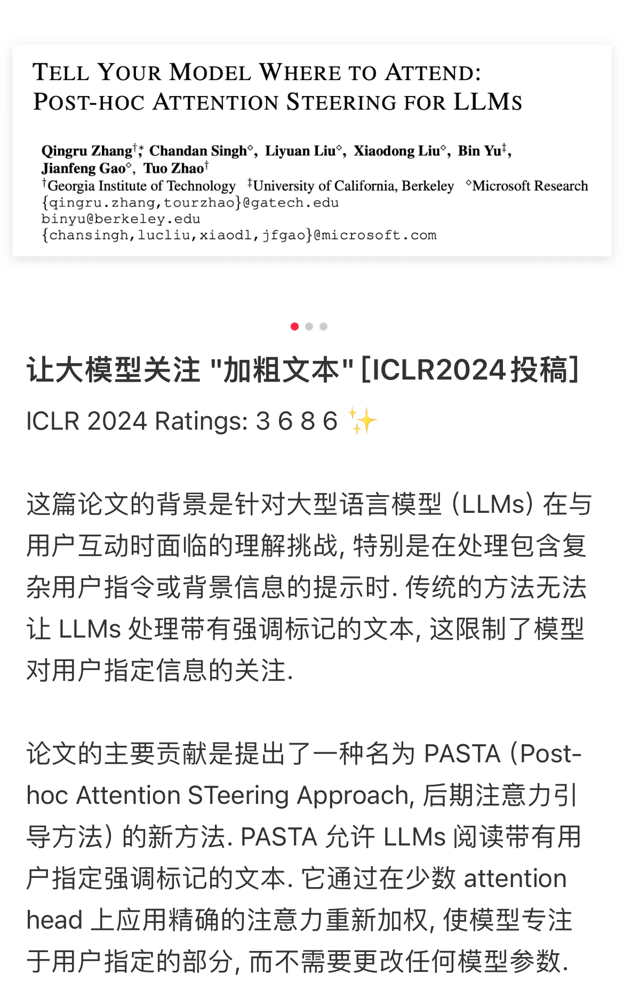 TELL YOUR MODEL WHERE TO ATTEND:
POST-HOC ATTENTION STEERING FOR LLMS
Qingru Zhang†,*, Chandan Singh⋄, Liyuan Liu⋄, Xiaodong Liu⋄, Bin Yu‡,
Jianfeng Gao⋄, Tuo Zhao†
†Georgia Institute of Technology ‡University of California, Berkeley ⋄Microsoft Research
{qingru.zhang,tourzhao}@gatech.edu
binyu@berkeley.edu
{chansingh,lucliu,xiaodl,jfgao}@microsoft.com
让大模型关注 "加粗文本" [ICLR2024投稿]
ICLR 2024 Ratings: 3 6 8 6 ✨
这篇论文的背景是针对大型语言模型 (LLMs) 在与
用户互动时面临的理解挑战, 特别是在处理包含复
杂用户指令或背景信息的提示时. 传统的方法无法
让 LLMs 处理带有强调标记的文本, 这限制了模型
对用户指定信息的关注.
论文的主要贡献是提出了一种名为 PASTA (Post-
hoc Attention STeering Approach, 后期注意力引
导方法) 的新方法. PASTA 允许 LLMs 阅读带有用
户指定强调标记的文本. 它通过在少数 attention
head 上应用精确的注意力重新加权, 使模型专注
于用户指定的部分, 而不需要更改任何模型参数.